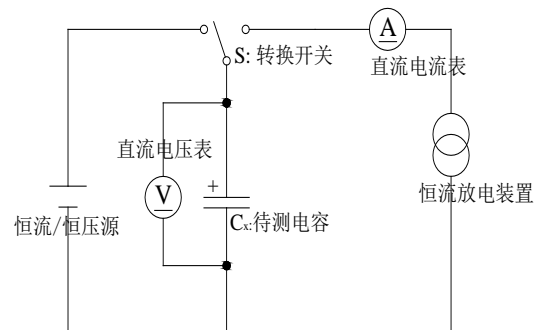 A
S: 转换开关
直流电流表
直流电压表
V
+
恒流放电装置
恒流/恒压源
Cx:待测电容